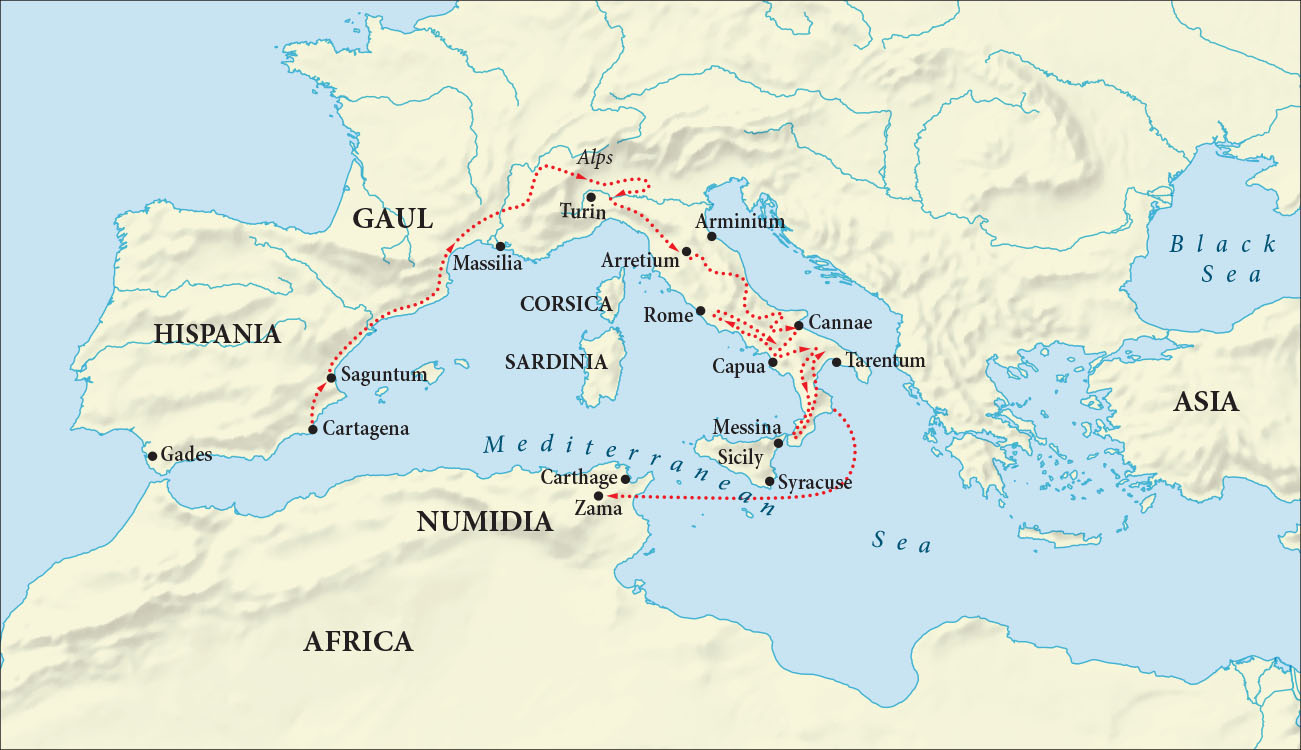 Alps
Turin
GAUL
Arminium
Massilia
Arretium
Black
Sea
CORSICA
Rome
Cannae
HISPANIA
SARDINIA
Capua
Tarentum
Saguntum
ASIA
Cartagena
Messina
Gades
Mediterranean
Sicily
Carthage
Syracuse
Zama
NUMIDIA
Sea
AFRICA